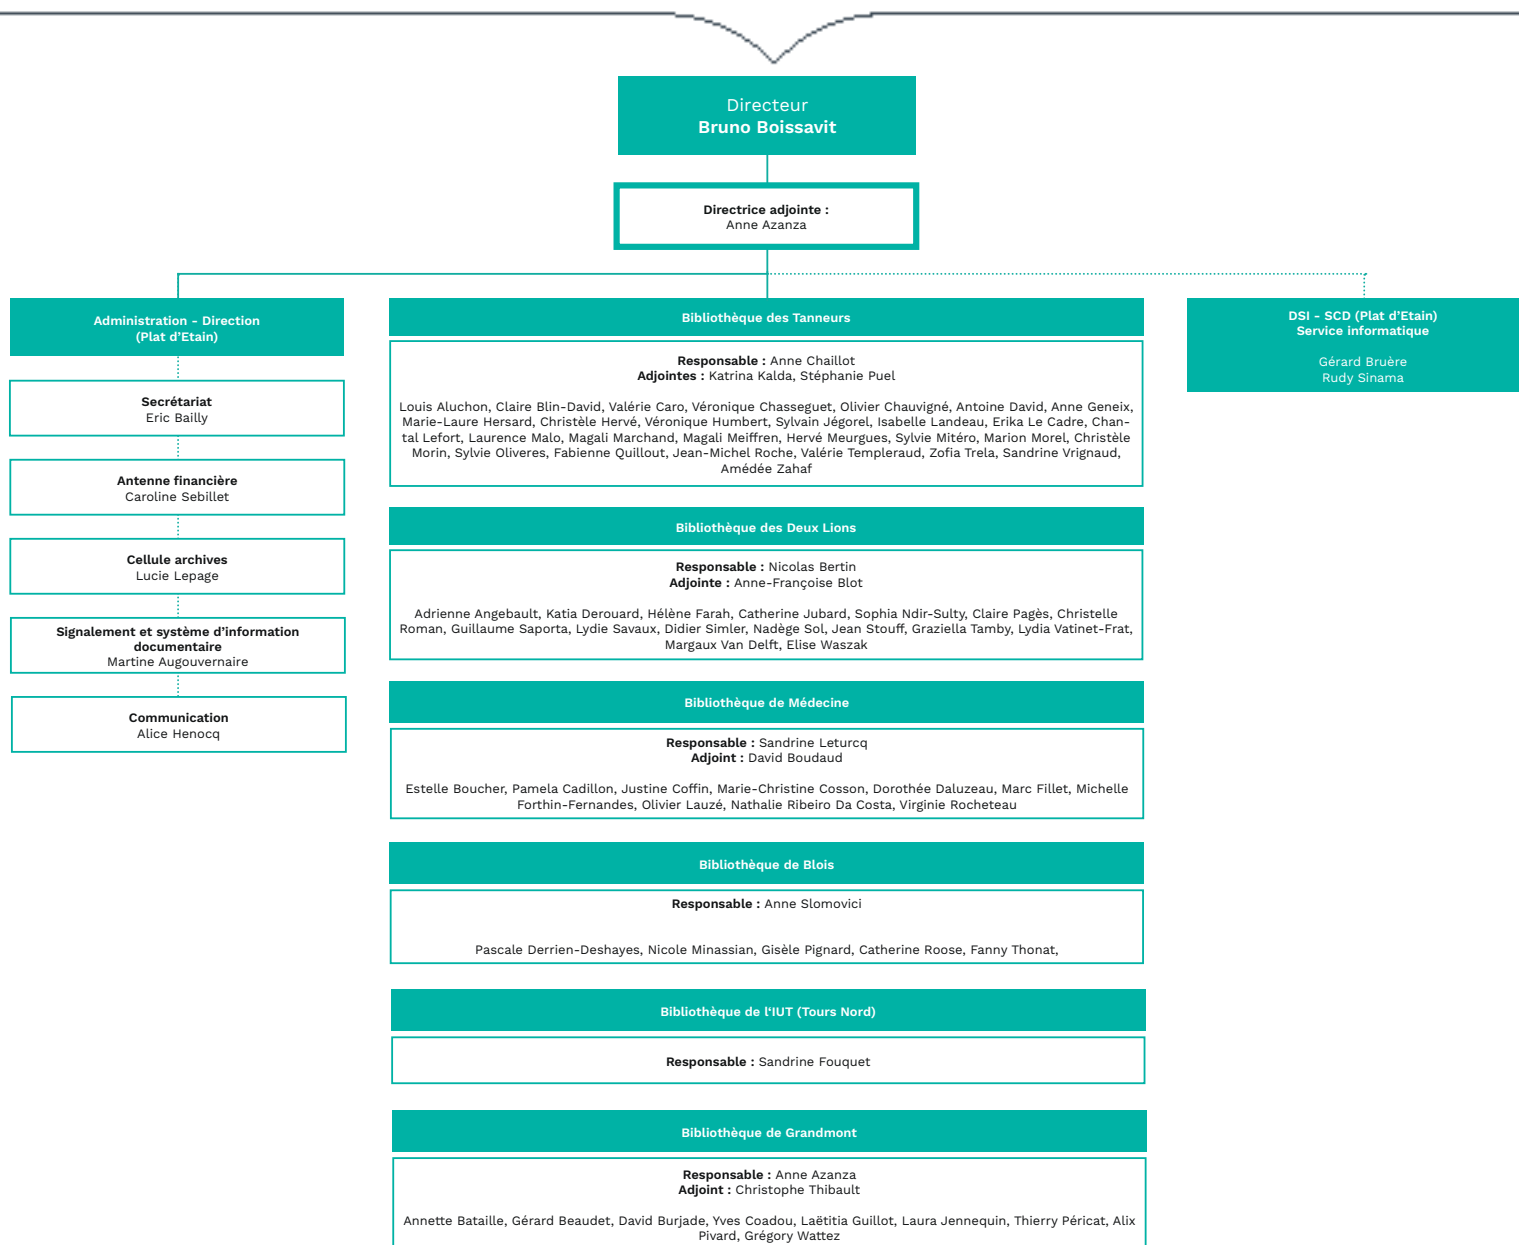 Directeur
Bruno Boissavit
Directrice adjointe :
Anne Azanza
Administration - Direction
(Plat d'Etain)
Secrétariat
Eric Bailly
Antenne financière
Caroline Sebillet
Cellule archives
Lucie Lepage
Signalement et système d'information
documentaire
Martine Augouvernaire
Communication
Alice Henocq
Bibliothèque des Tanneurs
Responsable : Anne Chaillot
Adjointes : Katrina Kalda, Stéphanie Puel
Louis Aluchon, Claire Blin-David, Valérie Caro, Véronique Chasseguet, Olivier Chauvigné, Antoine David, Anne Geneix,
Marie-Laure Hersard, Christèle Hervé, Véronique Humbert, Sylvain Jégorel, Isabelle Landeau, Erika Le Cadre, Chan-
tal Lefort, Laurence Malo, Magali Marchand, Magali Meiffren, Hervé Meurgues, Sylvie Mitéro, Marion Morel, Christèle
Morin, Sylvie Oliveres, Fabienne Quillout, Jean-Michel Roche, Valérie Templeraud, Zofia Trela, Sandrine Vrignaud,
Amédée Zahaf
Bibliothèque des Deux Lions
Responsable : Nicolas Bertin
Adjointe : Anne-Françoise Blot
Adrienne Angebault, Katia Derouard, Hélène Farah, Catherine Jubard, Sophia Ndir-Sulty, Claire Pagès, Christelle
Roman, Guillaume Saporta, Lydie Savaux, Didier Simler, Nadège Sol, Jean Stouff, Graziella Tamby, Lydia Vatinet-Frat,
Margaux Van Delft, Elise Waszak
Bibliothèque de Médecine
Responsable : Sandrine Leturcq
Adjoint : David Boudaud
Estelle Boucher, Pamela Cadillon, Justine Coffin, Marie-Christine Cosson, Dorothée Daluzeau, Marc Fillet, Michelle
Forthin-Fernandes, Olivier Lauzé, Nathalie Ribeiro Da Costa, Virginie Rocheteau
Bibliothèque de Blois
Responsable : Anne Slomovici
Pascale Derrien-Deshayes, Nicole Minassian, Gisèle Pignard, Catherine Roose, Fanny Thonat,
Bibliothèque de l'IUT (Tours Nord)
Responsable : Sandrine Fouquet
Bibliothèque de Grandmont
Responsable : Anne Azanza
Adjoint : Christophe Thibault
Annette Bataille, Gérard Beaudet, David Burjade, Yves Coadou, Laëtitia Guillot, Laura Jennequin, Thierry Péricat, Alix
Pivard, Grégory Wattez
DSI - SCD (Plat d'Etain)
Service informatique
Gérard Bruère
Rudy Sinama